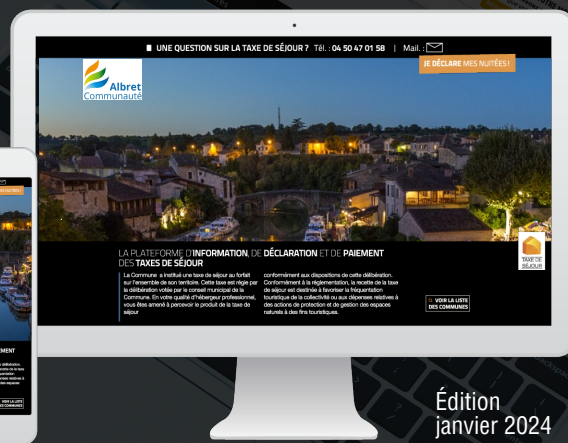 UNE QUESTION SUR LA TAXE DE SÉJOUR ? Tél. : 04 50 47 01 58 | Mail. :
JE DÉCLARE MES NUITÉES !
Albret
Communauté
LA PLATEFORME D'INFORMATION, DE DÉCLARATION ET DE PAIEMENT
DES TAXES DE SÉJOUR
La Commune a institué une taxe de séjour au forfait
sur l'ensemble de son territoire. Cette taxe est régie par
la délibération votée par le conseil municipal de la
Commune. En votre qualité d'hébergeur professionnel,
vous êtes amené à percevoir le produit de la taxe de
séjour
conformément aux dispositions de cette délibération.
Conformément à la réglementation, la recette de la taxe
de séjour est destinée à favoriser la fréquentation
touristique de la collectivité ou aux dépenses relatives à
des actions de protection et de gestion des espaces
naturels à des fins touristiques.
TAXE DE
SÉJOUR
VOIR LA LISTE
DES COMMUNES
Édition
janvier 2024